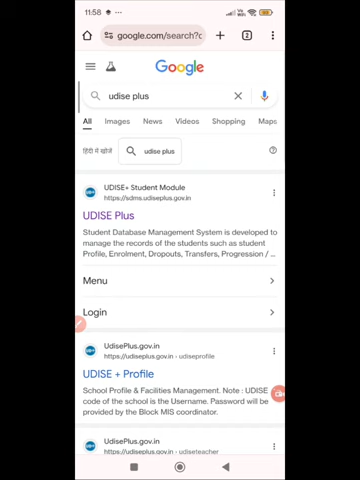 11:58
google.com/search?c
2
Google
udise plus
All Images News Videos Shopping Maps
हिंदी में खोजें udise plus
UDISE+ Student Module
https://sdms.udiseplus.gov.in
UDISE Plus
Student Database Management System is developed to
manage the records of the students such as student
Profile, Enrolment, Dropouts, Transfers, Progression / ...
Menu
Login
UdisePlus.gov.in
https://udiseplus.gov.in › udiseprofile
UDISE + Profile
School Profile & Facilities Management. Note : UDISE
code of the school is the Username. Password will be
provided by the Block MIS coordinator.
UdisePlus.gov.in
https://udiseplus.gov.in › udiseteacher